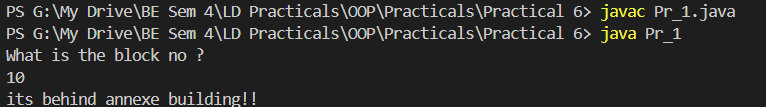 PS G:\My Drive\BE Sem 4\LD Practicals\OOP\Practicals\Practical 6> javac Pr_1.java
PS G:\My Drive\BE Sem 4\LD Practicals\OOP\Practicals\Practical 6> java Pr_1
What is the block no ?
10
its behind annexe building!!